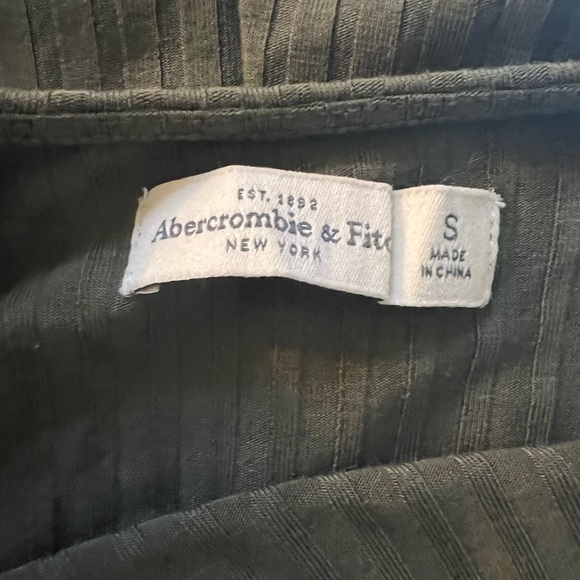 EST. 1892
Abercrombie & Fitc
NEW YORK
S
MADE
IN CHINA